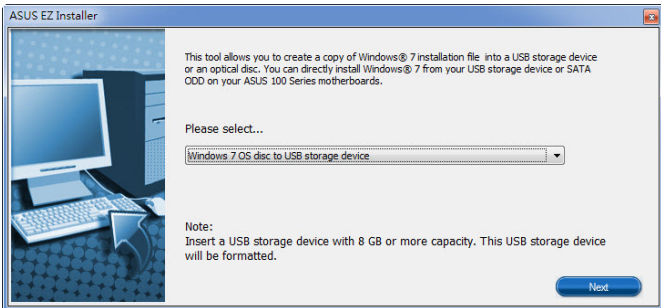 ASUS EZ Installer
This tool allows you to create a copy of Windows® 7 installation file into a USB storage device
or an optical disc. You can directly install Windows® 7 from your USB storage device or SATA
ODD on your ASUS 100 Series motherboards.
Please select...
Windows 7 OS disc to USB storage device
Note:
Insert a USB storage device with 8 GB or more capacity. This USB storage device
will be formatted.
Next